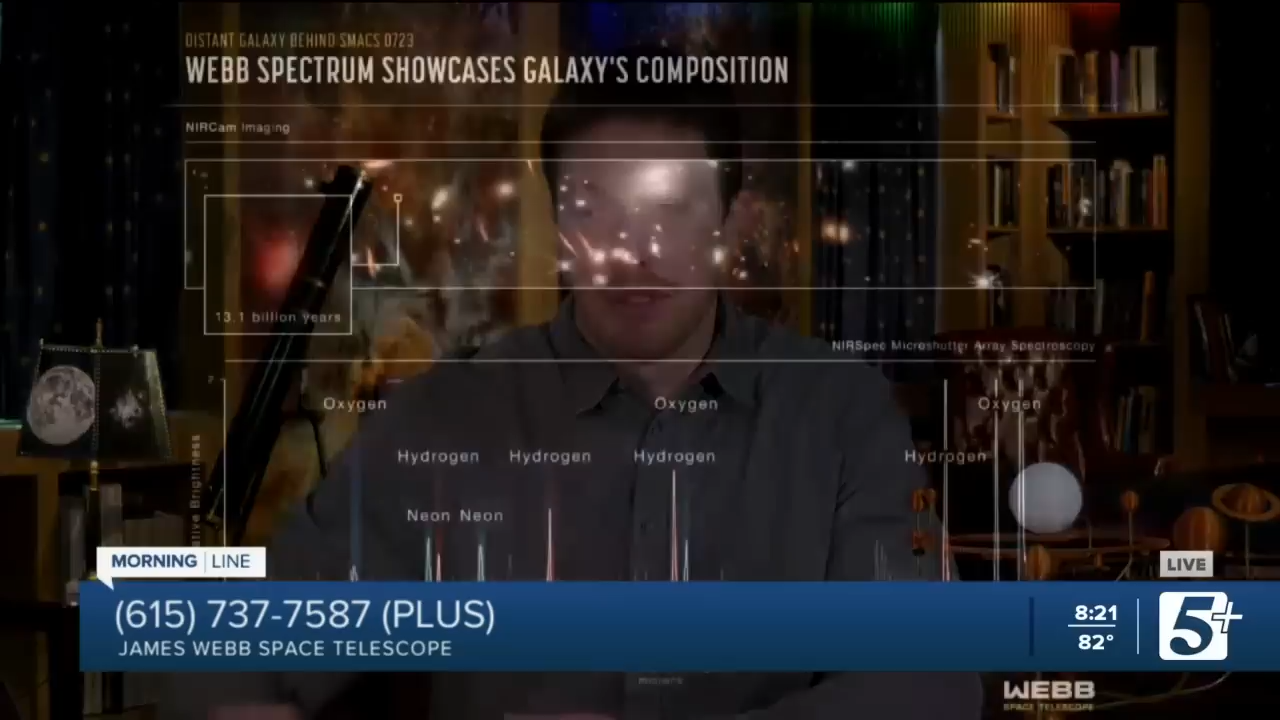 DISTANT GALAXY BEHIND SMACS 0723
WEBB SPECTRUM SHOWCASES GALAXY'S COMPOSITION
NIRCam Imaging
13.1 billion years
NIRSpec Microshutter Array Spectroscopy
Oxygen Oxygen Oxygen
Hydrogen Hydrogen Hydrogen Hydrogen
Neon Neon
Brightness
MORNING LINE
LIVE
(615) 737-7587 (PLUS)
JAMES WEBB SPACE TELESCOPE
8:21
82°
5+
WEBB
SPACE TELESCOPE